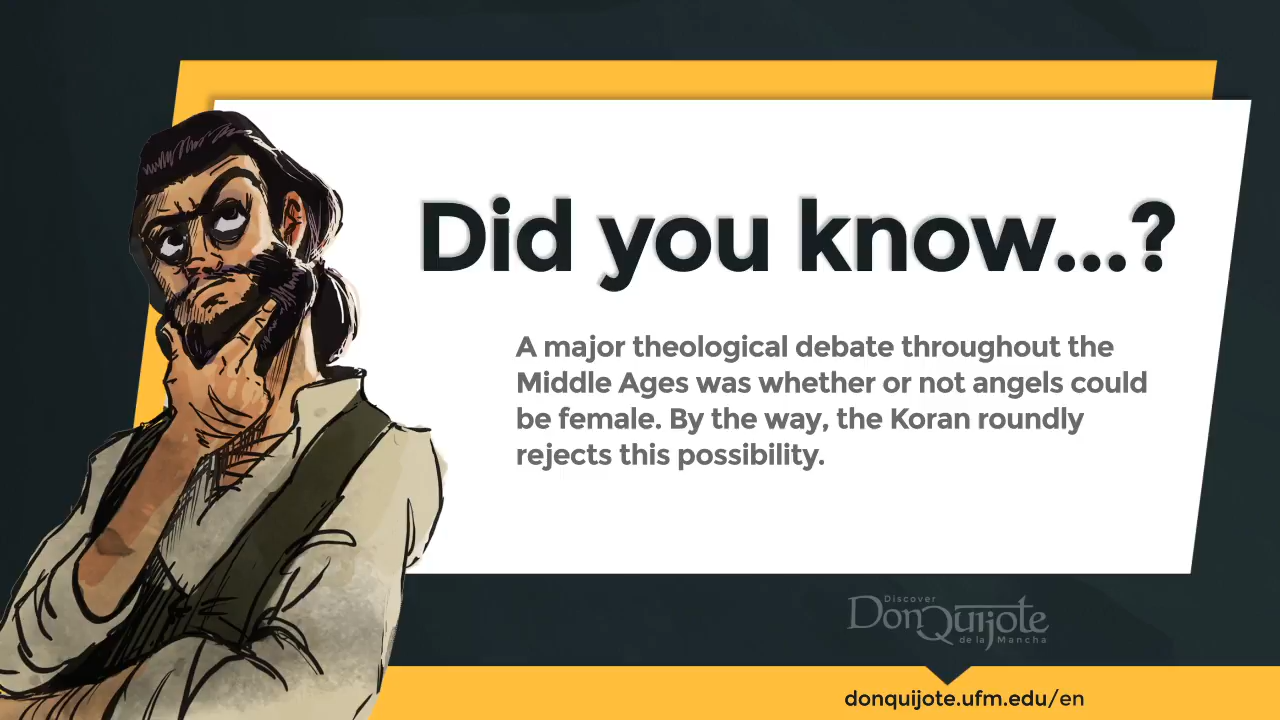 Did you know...?
A major theological debate throughout the
Middle Ages was whether or not angels could
be female. By the way, the Koran roundly
rejects this possibility.
Discover
DonQuijote
de la Mancha
donquijote.ufm.edu/en